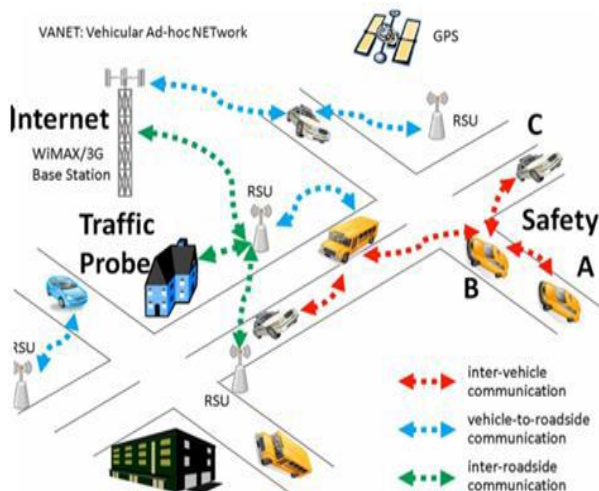 VANET: Vehicular Ad-hoc NETwork
GPS
Internet
WiMAX/3G
Base Station
RSU
C
RSU
Traffic
Probe
Safety
A
B
RSU
RSU
inter-vehicle
communication
vehicle-to-roadside
communication
inter-roadside
communication